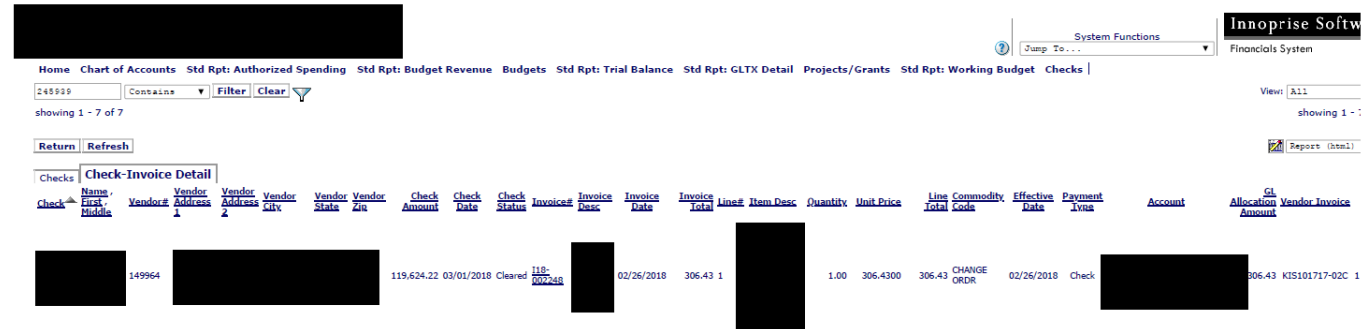 Innoprise Softw
System Functions
Jump To...
Financials System
Home Chart of Accounts Std Rpt: Authorized Spending Std Rpt: Budget Revenue Budgets Std Rpt: Trial Balance Std Rpt: GLTX Detail Projects/Grants Std Rpt: Working Budget Checks
248939 Contains Filter Clear View: All
showing 1 - 7 of 7 showing 1 - 7
Return Refresh Report (html)
Checks Check-Invoice Detail
Check Name, First, Middle Vendor# Vendor Address 1 Vendor Address 2 Vendor City Vendor State Vendor Zip Check Amount Check Date Check Status Invoice# Invoice Desc Invoice Date Invoice Total Line# Item Desc Quantity Unit Price Line Total Commodity Code Effective Date Payment Type Account GL Allocation Amount Vendor Invoice
149964 119,624.22 03/01/2018 Cleared I18-002248 02/26/2018 306.43 1 1.00 306.4300 306.43 CHANGE ORDR 02/26/2018 Check 306.43 KIS101717-02C 1